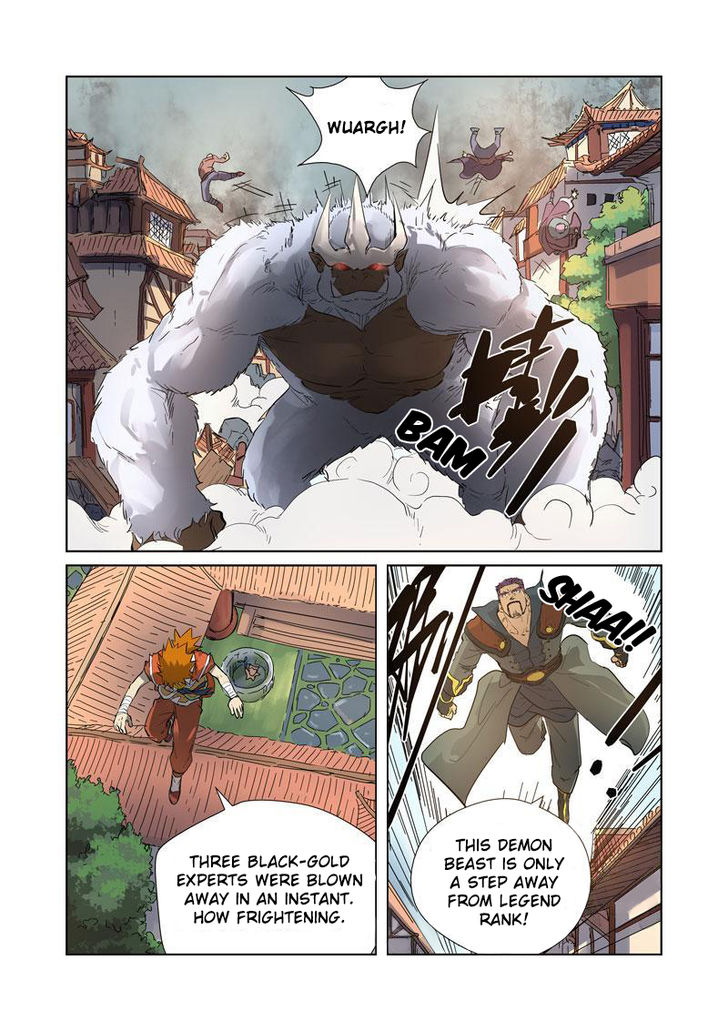 WUARGH!
BAM
SHAA!!
THREE BLACK-GOLD
EXPERTS WERE BLOWN
AWAY IN AN INSTANT.
HOW FRIGHTENING.
THIS DEMON
BEAST IS ONLY
A STEP AWAY
FROM LEGEND
RANK!